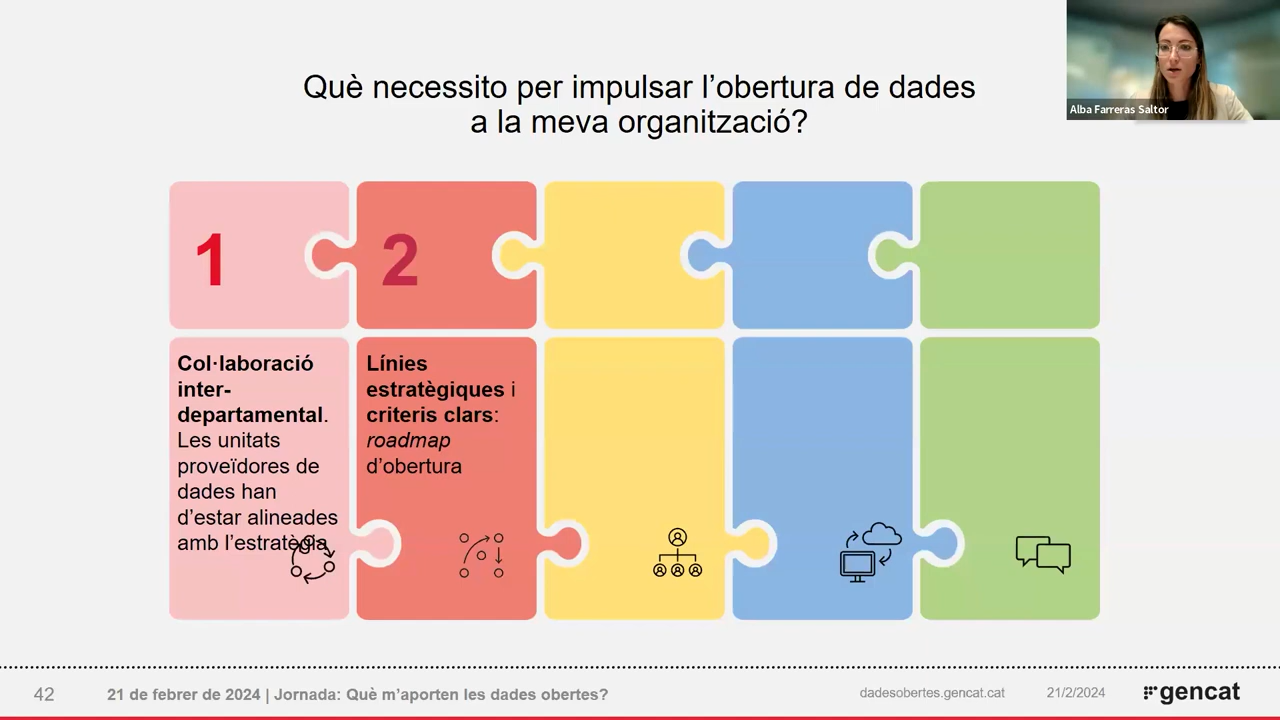 Alba Farreras Saltor
Què necessito per impulsar l’obertura de dades
a la meva organització?
1
2
Col·laboració
inter-
departamental.
Les unitats
proveïdores de
dades han
d’estar alineades
amb l’estratègia
Línies
estratègiques i
criteris clars:
roadmap
d’obertura
42
21 de febrer de 2024 | Jornada: Què m’aporten les dades obertes?
dadesobertes.gencat.cat
21/2/2024
gencat